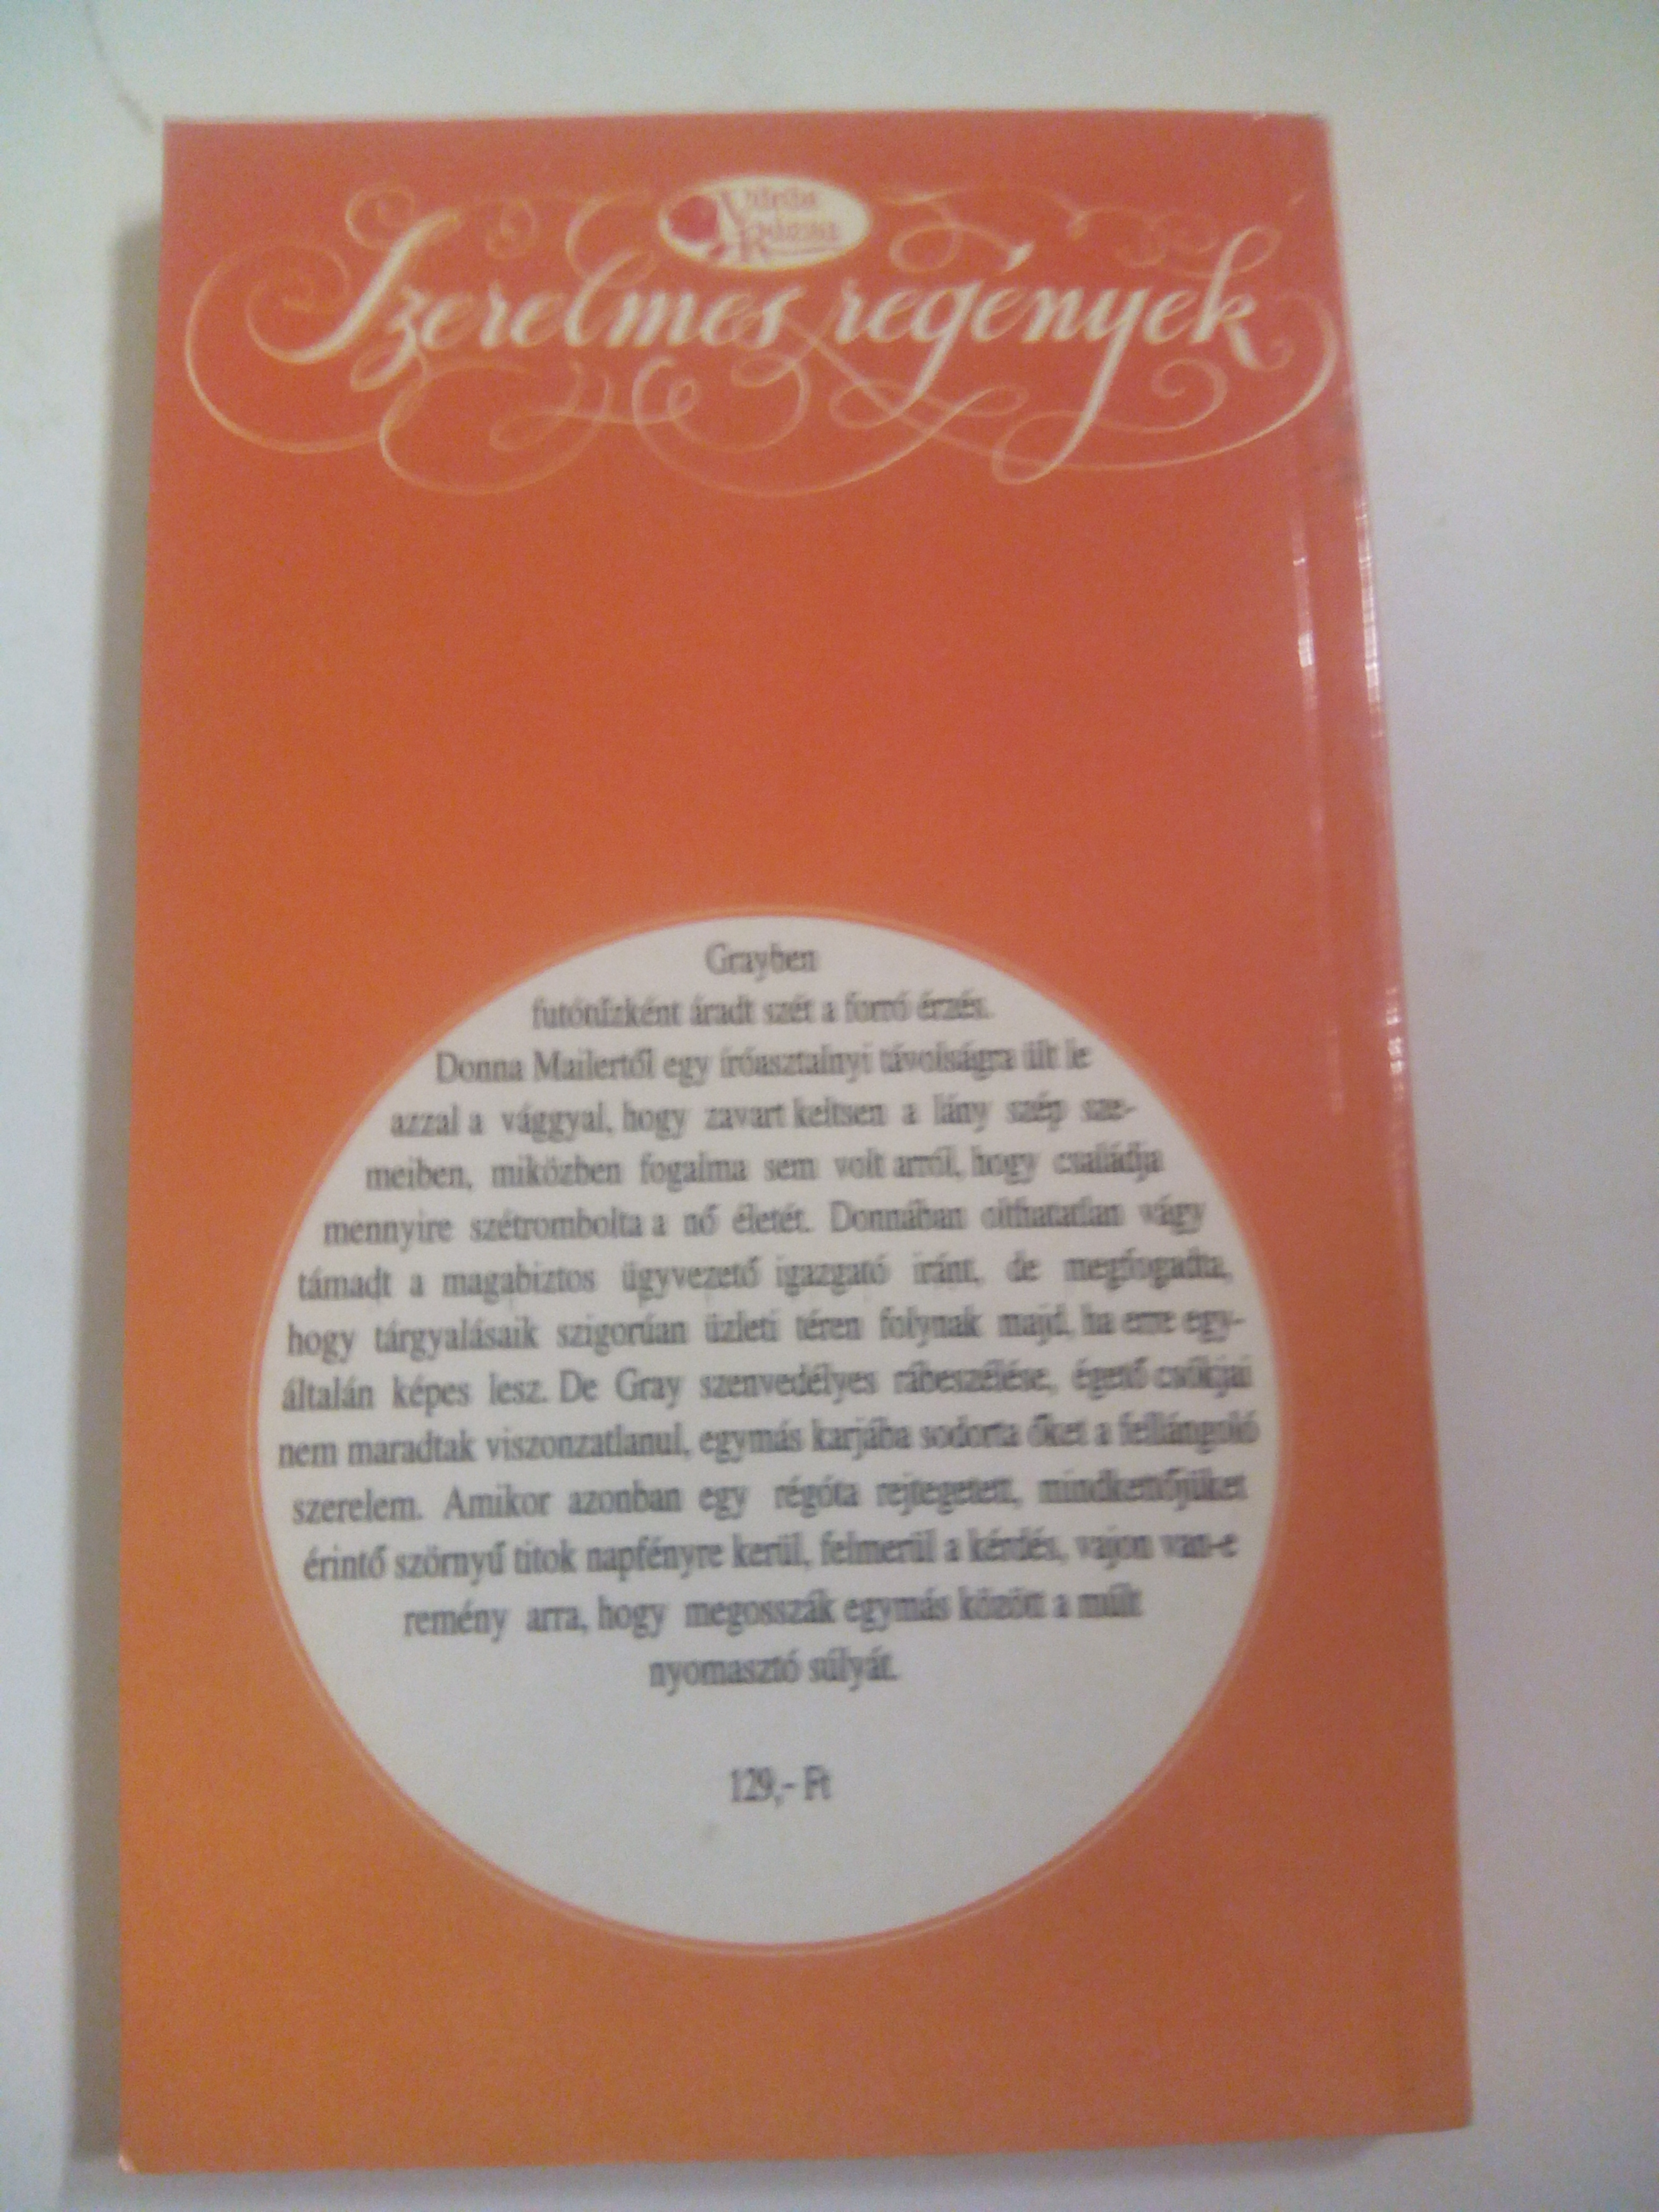 Vörös
Rózsa
Szerelmes regények
Grayben
futótűzként áradt szét a forró érzés.
Donna Mailertől egy íróasztalnyi távolságra ült le
azzal a vággyal, hogy zavart keltsen a lány szép sze-
meiben, miközben fogalma sem volt arról, hogy családja
mennyire szétrombolta a nő életét. Donnában olthatatlan vágy
támadt a magabiztos ügyvezető igazgató iránt, de megfogadta,
hogy tárgyalásaik szigorúan üzleti téren folynak majd, ha erre egy-
általán képes lesz. De Gray szenvedélyes rábeszélése, égető csókjai
nem maradtak viszonzatlanul, egymás karjába sodorta őket a fellángoló
szerelem. Amikor azonban egy régóta rejtegetett, mindkettőjüket
érintő szörnyű titok napfényre kerül, felmerül a kérdés, vajon van-e
remény arra, hogy megosszák egymás között a múlt
nyomasztó súlyát.
129,- Ft